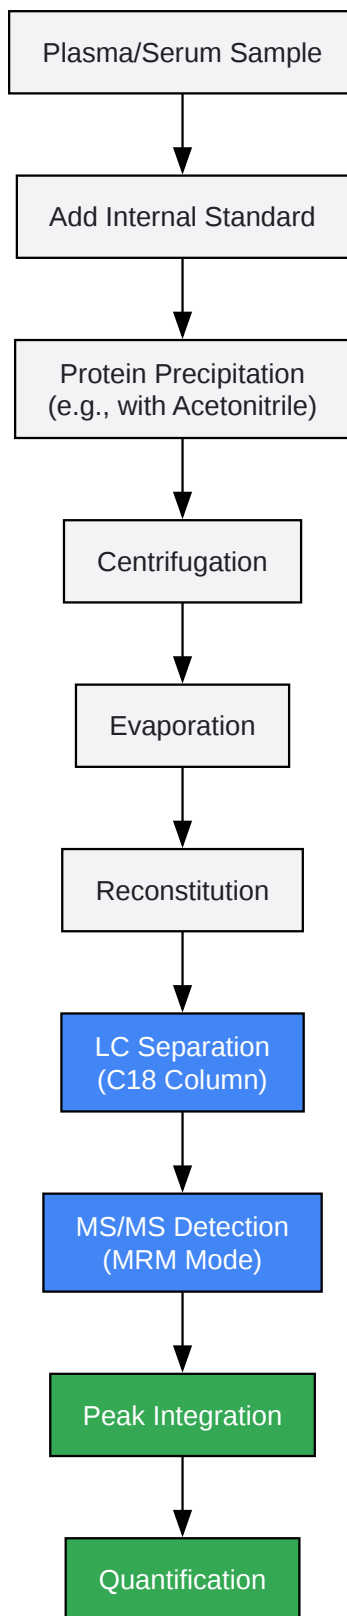 Plasma/Serum Sample
Add Internal Standard
Protein Precipitation
(e.g., with Acetonitrile)
Centrifugation
Evaporation
Reconstitution
LC Separation
(C18 Column)
MS/MS Detection
(MRM Mode)
Peak Integration
Quantification